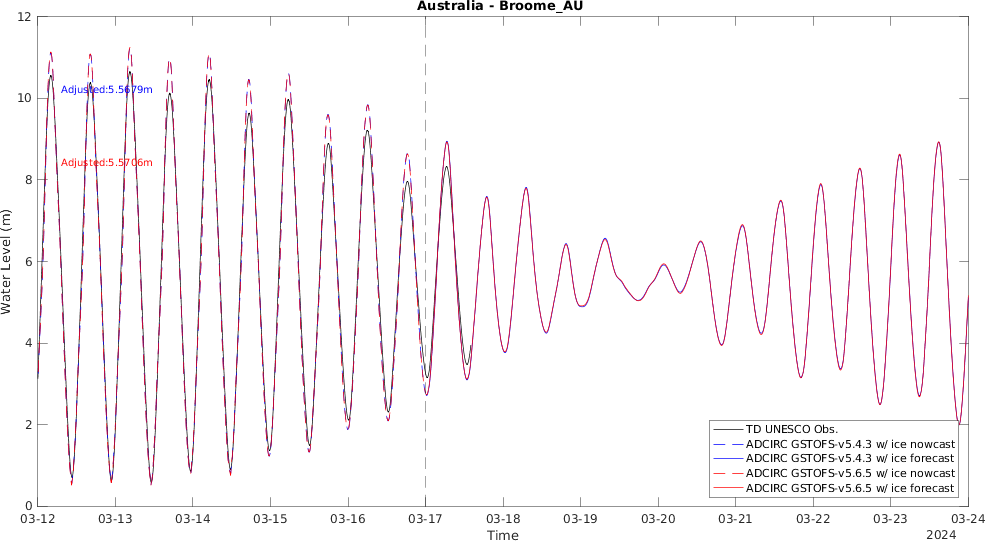 Australia - Broome_AU
12
10
8
6
4
2
0
Water Level (m)
Adjusted:5.5679m
Adjusted:5.5706m
TD UNESCO Obs.
ADCIRC GSTOFS-v5.4.3 w/ ice nowcast
ADCIRC GSTOFS-v5.4.3 w/ ice forecast
ADCIRC GSTOFS-v5.6.5 w/ ice nowcast
ADCIRC GSTOFS-v5.6.5 w/ ice forecast
03-12 03-13 03-14 03-15 03-16 03-17 03-18 03-19 03-20 03-21 03-22 03-23 03-24
Time
2024